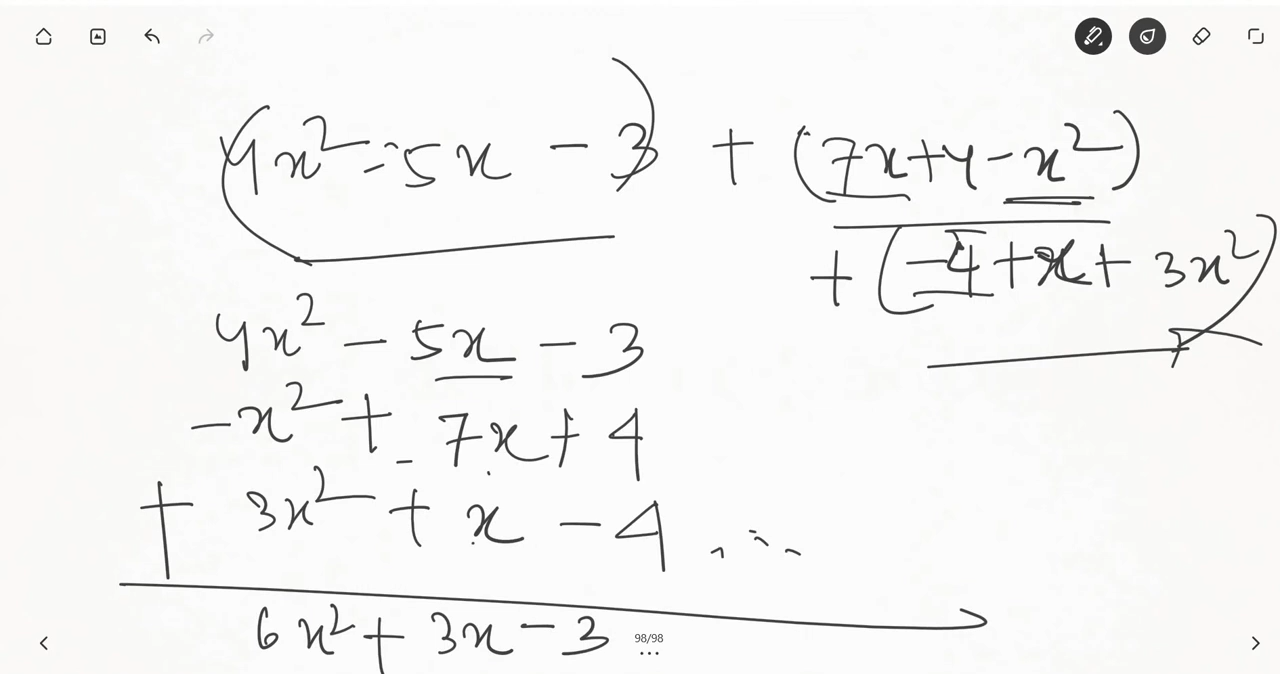 (4x² - 5x - 3) + (7x + 4 - x²)
+ (-4 + x + 3x²)
4x² - 5x - 3
-x² + 7x + 4
+ 3x² + x - 4
6x² + 3x - 3
98/98